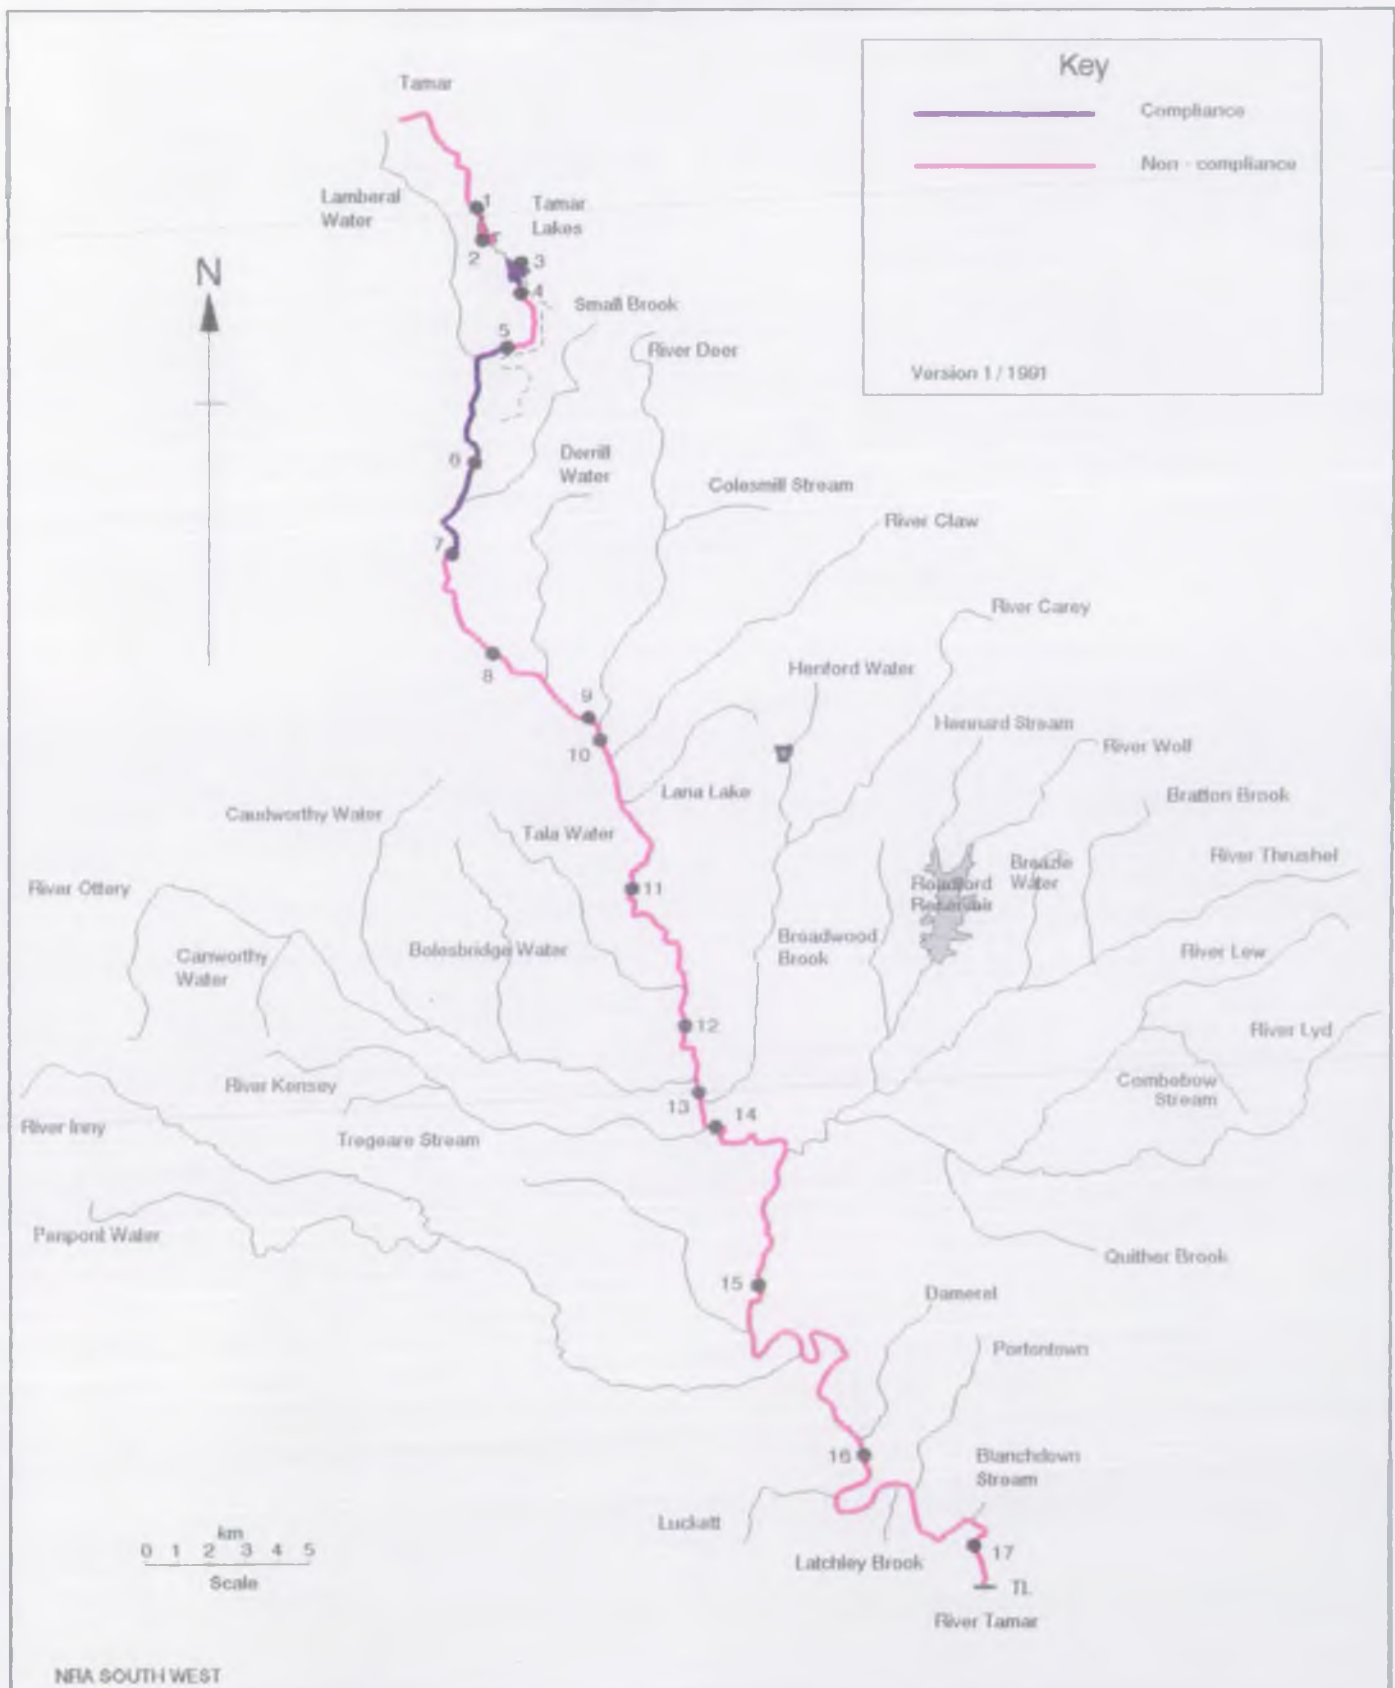 Key
Compliance
Non - compliance
Version 1 / 1991
Tamar
Lamberal
Water
1
Tamar
Lakes
2
3
N
4
Small Brook
5
River Deer
6
Derrill
Water
Colesmill Stream
River Claw
7
River Carey
8
Henford Water
9
Hennard Stream
10
River Wolf
Lana Lake
Bratton Brook
Caudworthy Water
Tala Water
River Thrushel
Breazle
Water
River Ottery
11
Roadford
Reservoir
Canworthy
Water
Bolesbridge Water
Broadwood
Brook
River Lew
12
River Lyd
River Kensey
Combebow
Stream
13
14
River Inny
Tregeare Stream
Penpont Water
Quither Brook
15
Damerel
Portontown
16
Blanchdown
Stream
Luckett
km
0 1 2 3 4 5
Scale
Latchley Brook
17
TL
River Tamar
NRA SOUTH WEST